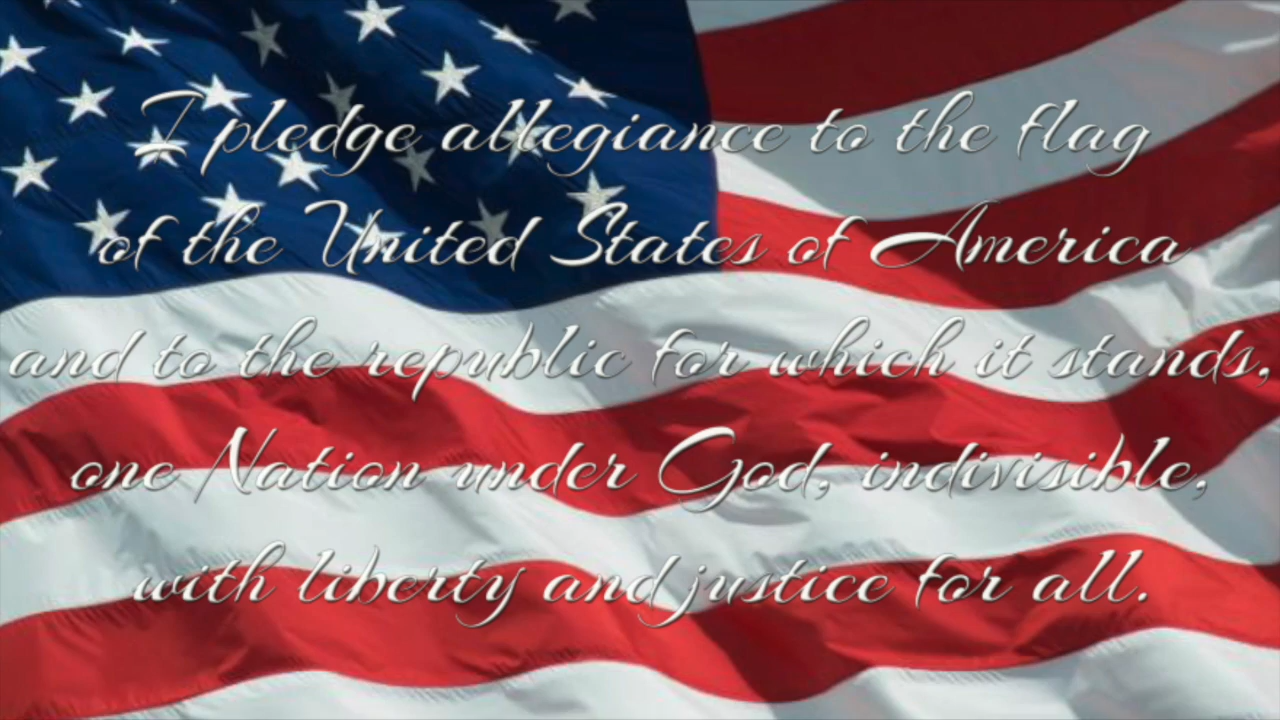 I pledge allegiance to the flag
of the United States of America
and to the republic for which it stands,
one Nation under God, indivisible,
with liberty and justice for all.